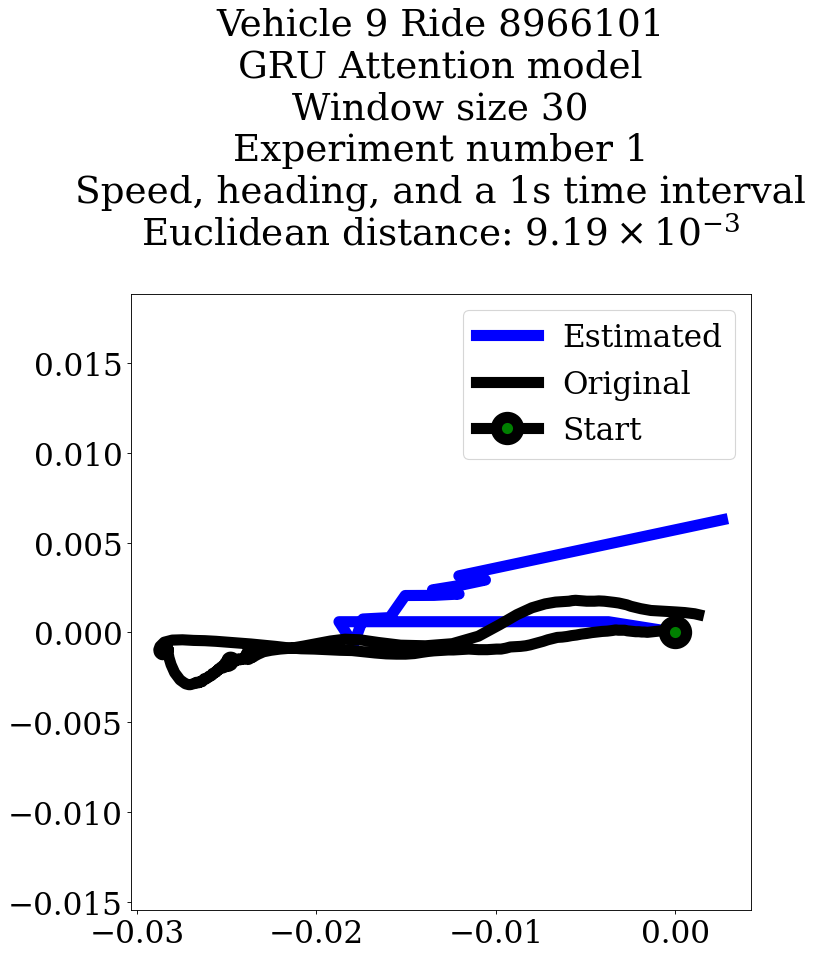 Vehicle 9 Ride 8966101
GRU Attention model
Window size 30
Experiment number 1
Speed, heading, and a 1s time interval
Euclidean distance: 9.19 × 10⁻³
Estimated
Original
Start
0.015
0.010
0.005
0.000
−0.005
−0.010
−0.015
−0.03 −0.02 −0.01 0.00